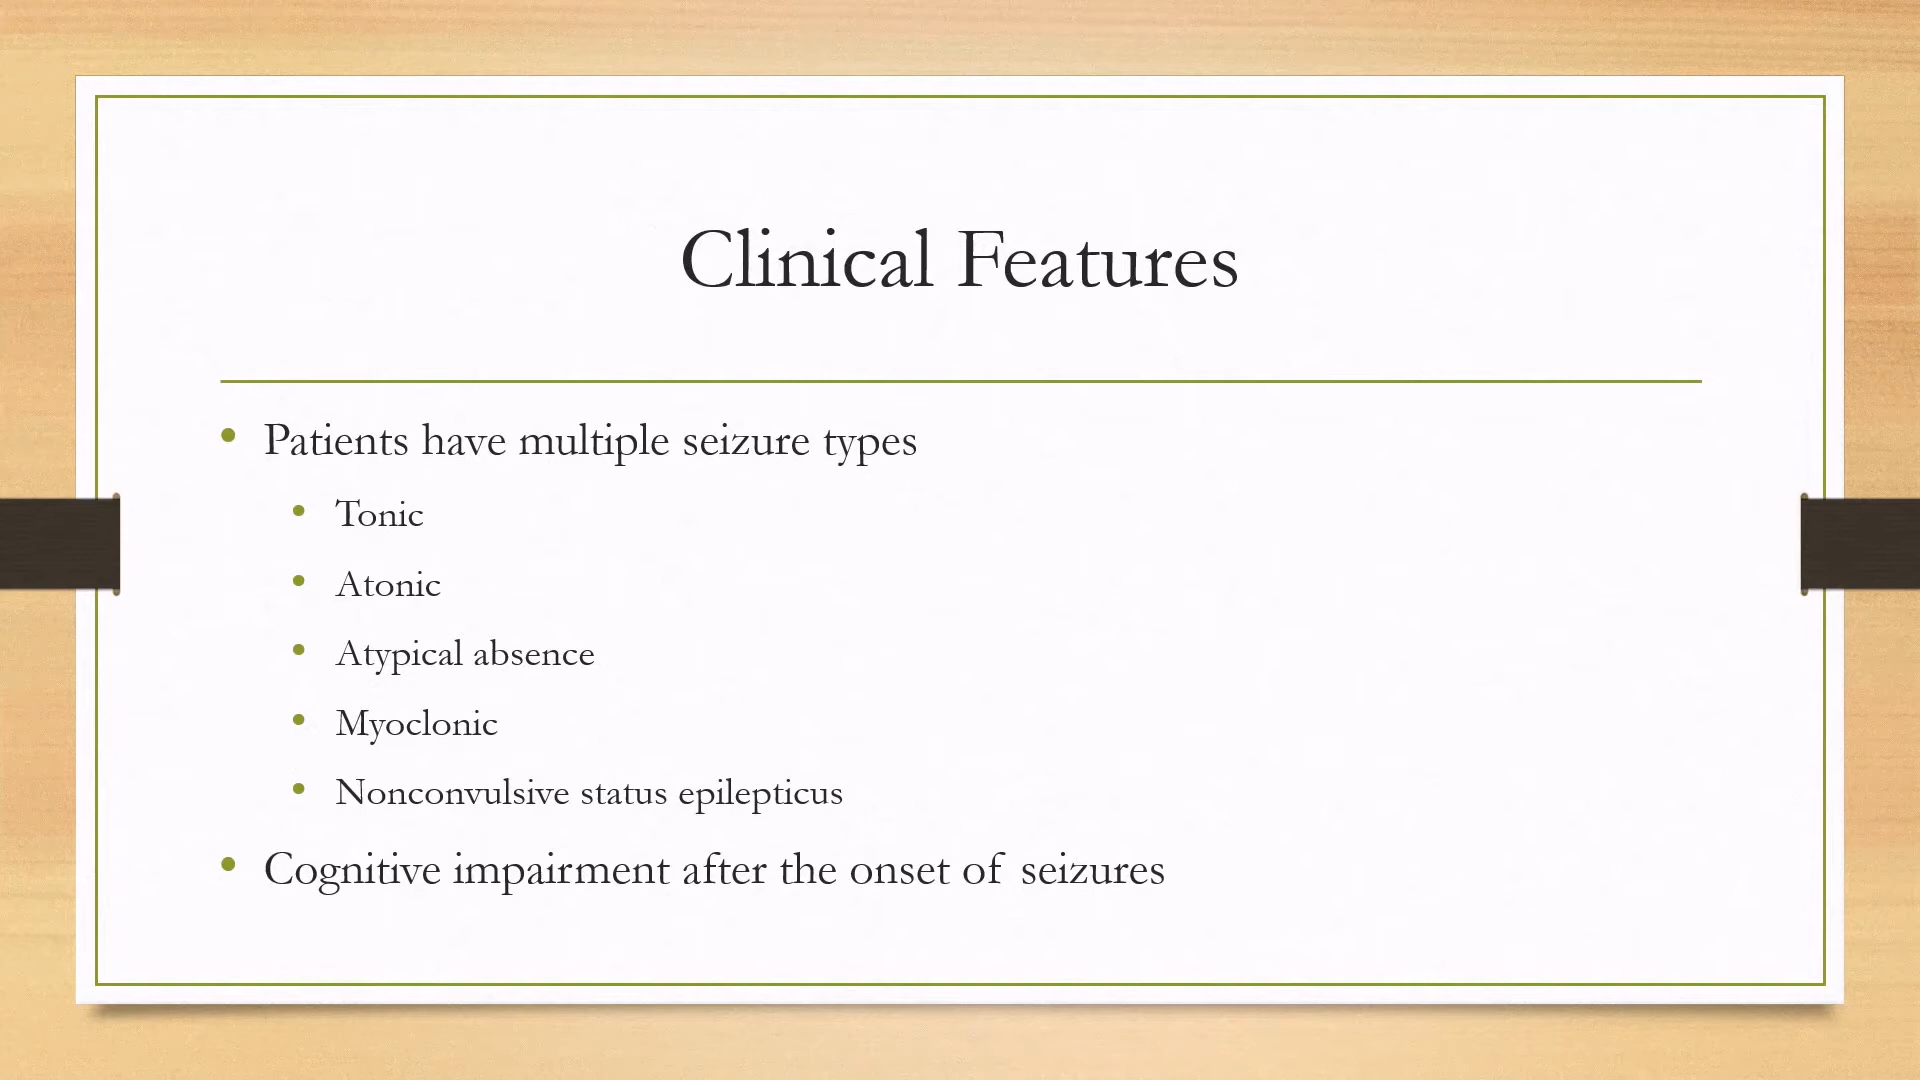 Clinical Features
• Patients have multiple seizure types
• Tonic
• Atonic
• Atypical absence
• Myoclonic
• Nonconvulsive status epilepticus
• Cognitive impairment after the onset of seizures